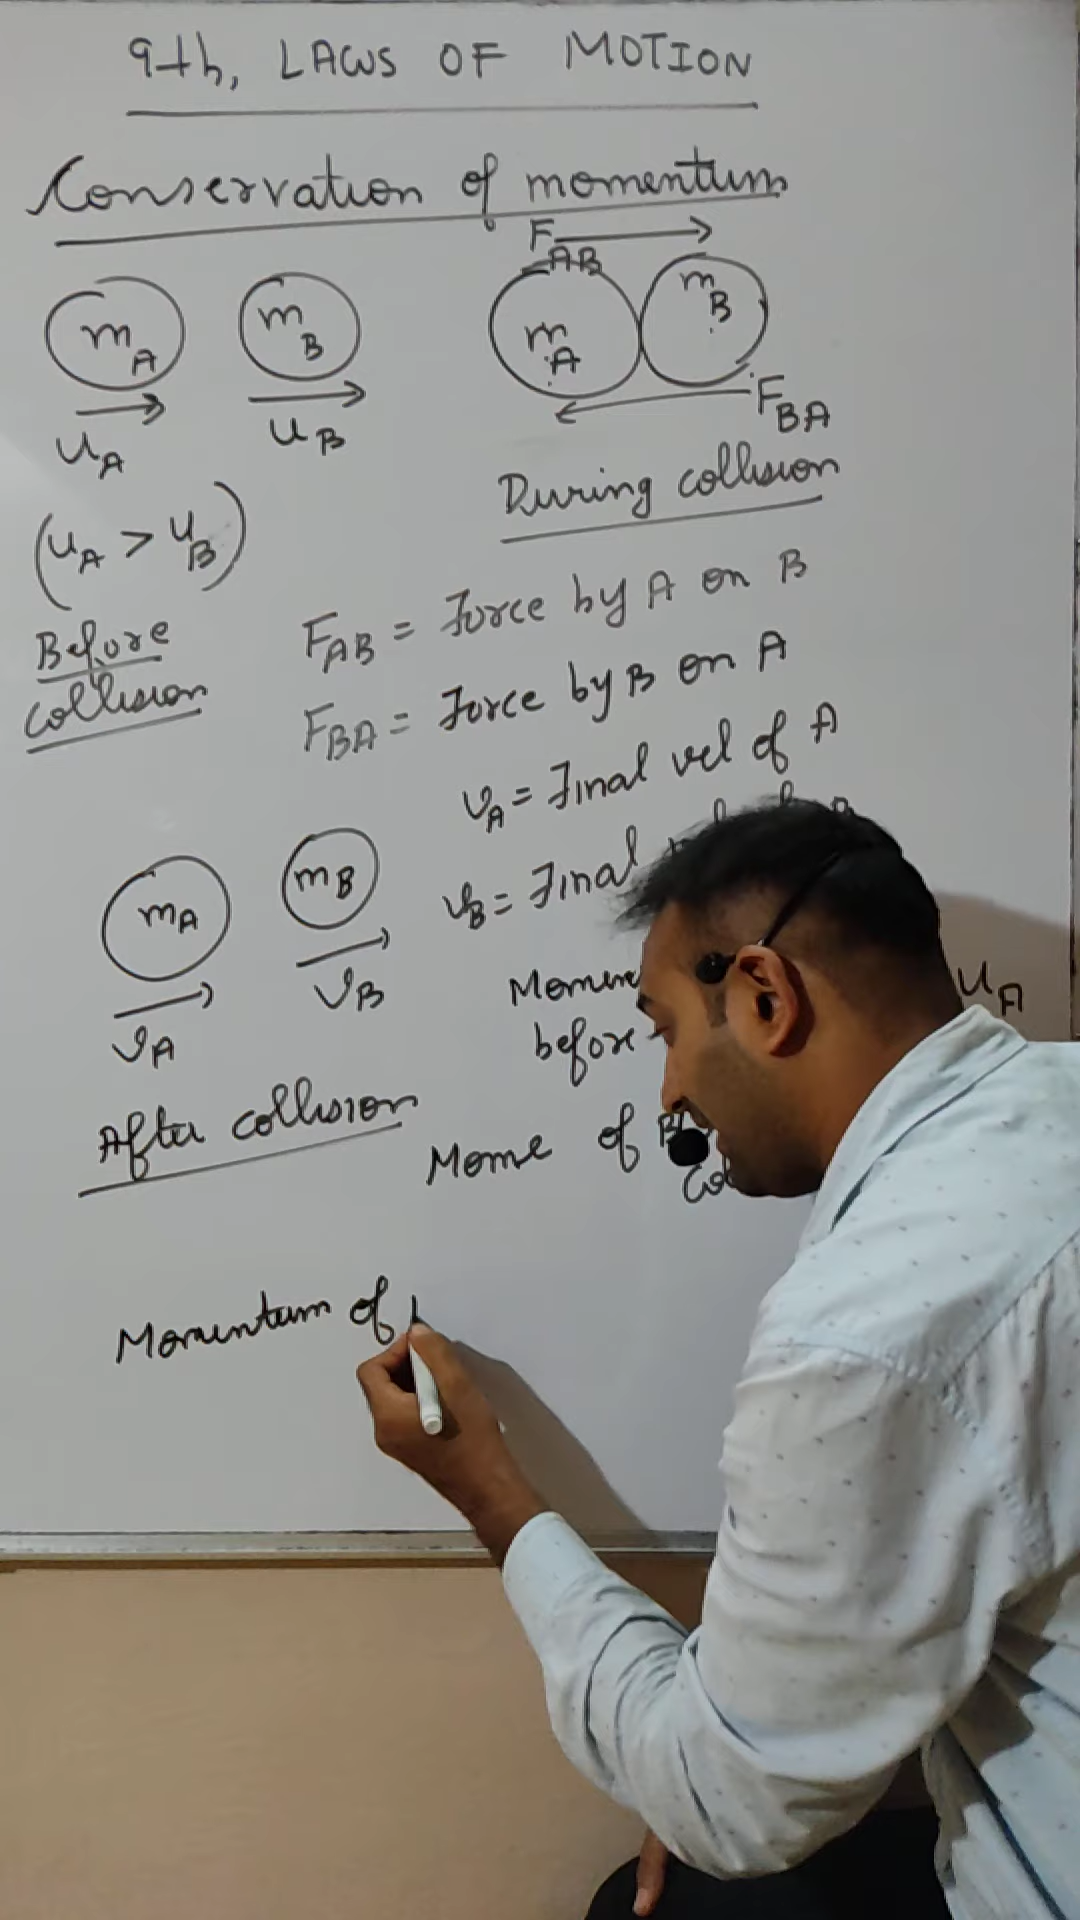 9th, LAWS OF MOTION
Conservation of momentum
mA mB
uA uB
(uA > uB)
Before
collision
FAB
mA mB
FBA
During collision
FAB = Force by A on B
FBA = Force by B on A
vA = Final vel of A
vB = Final
mA mB
vA vB
After collision
uA
before
Mome of
Momentum of